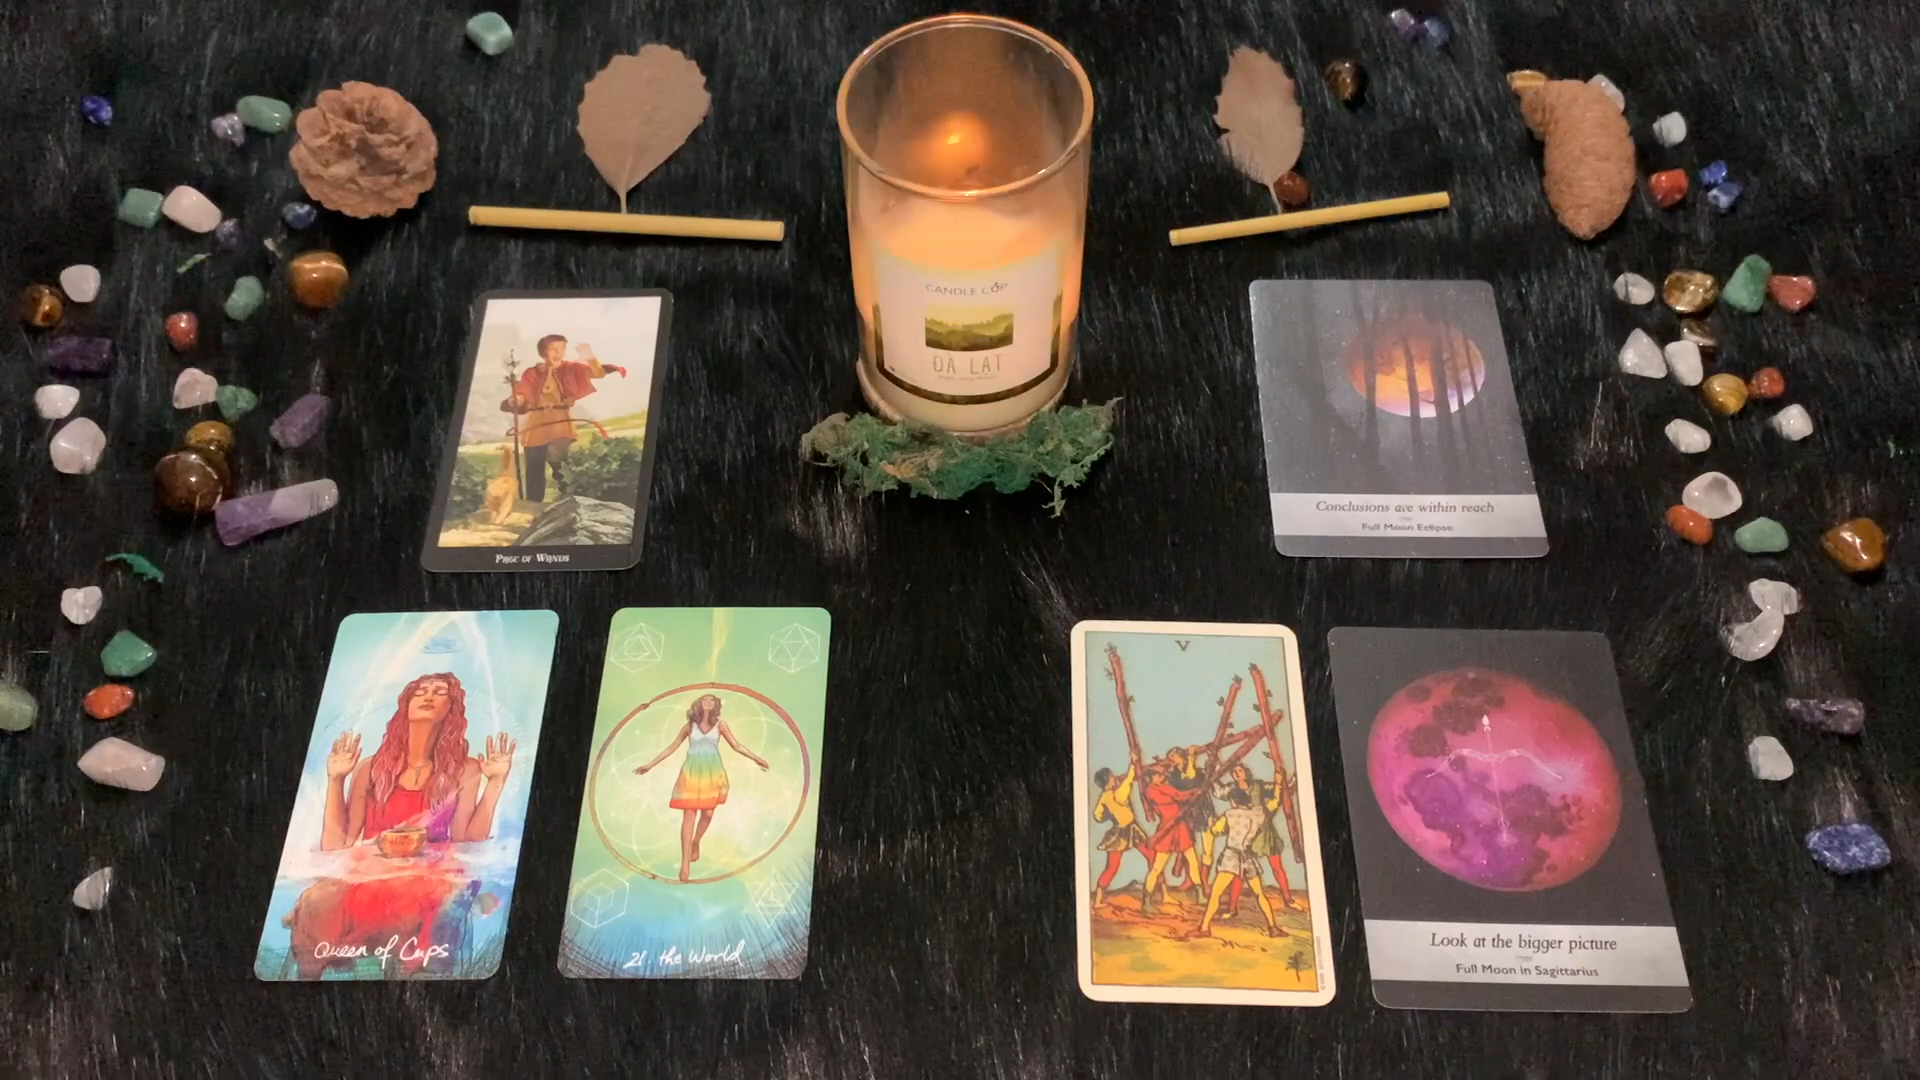 CANDLE CUP
ĐÀ LẠT
PAGE OF WANDS
Conclusions are within reach
Full Moon Eclipse
Queen of Cups
21 the World
V
Look at the bigger picture
Full Moon in Sagittarius